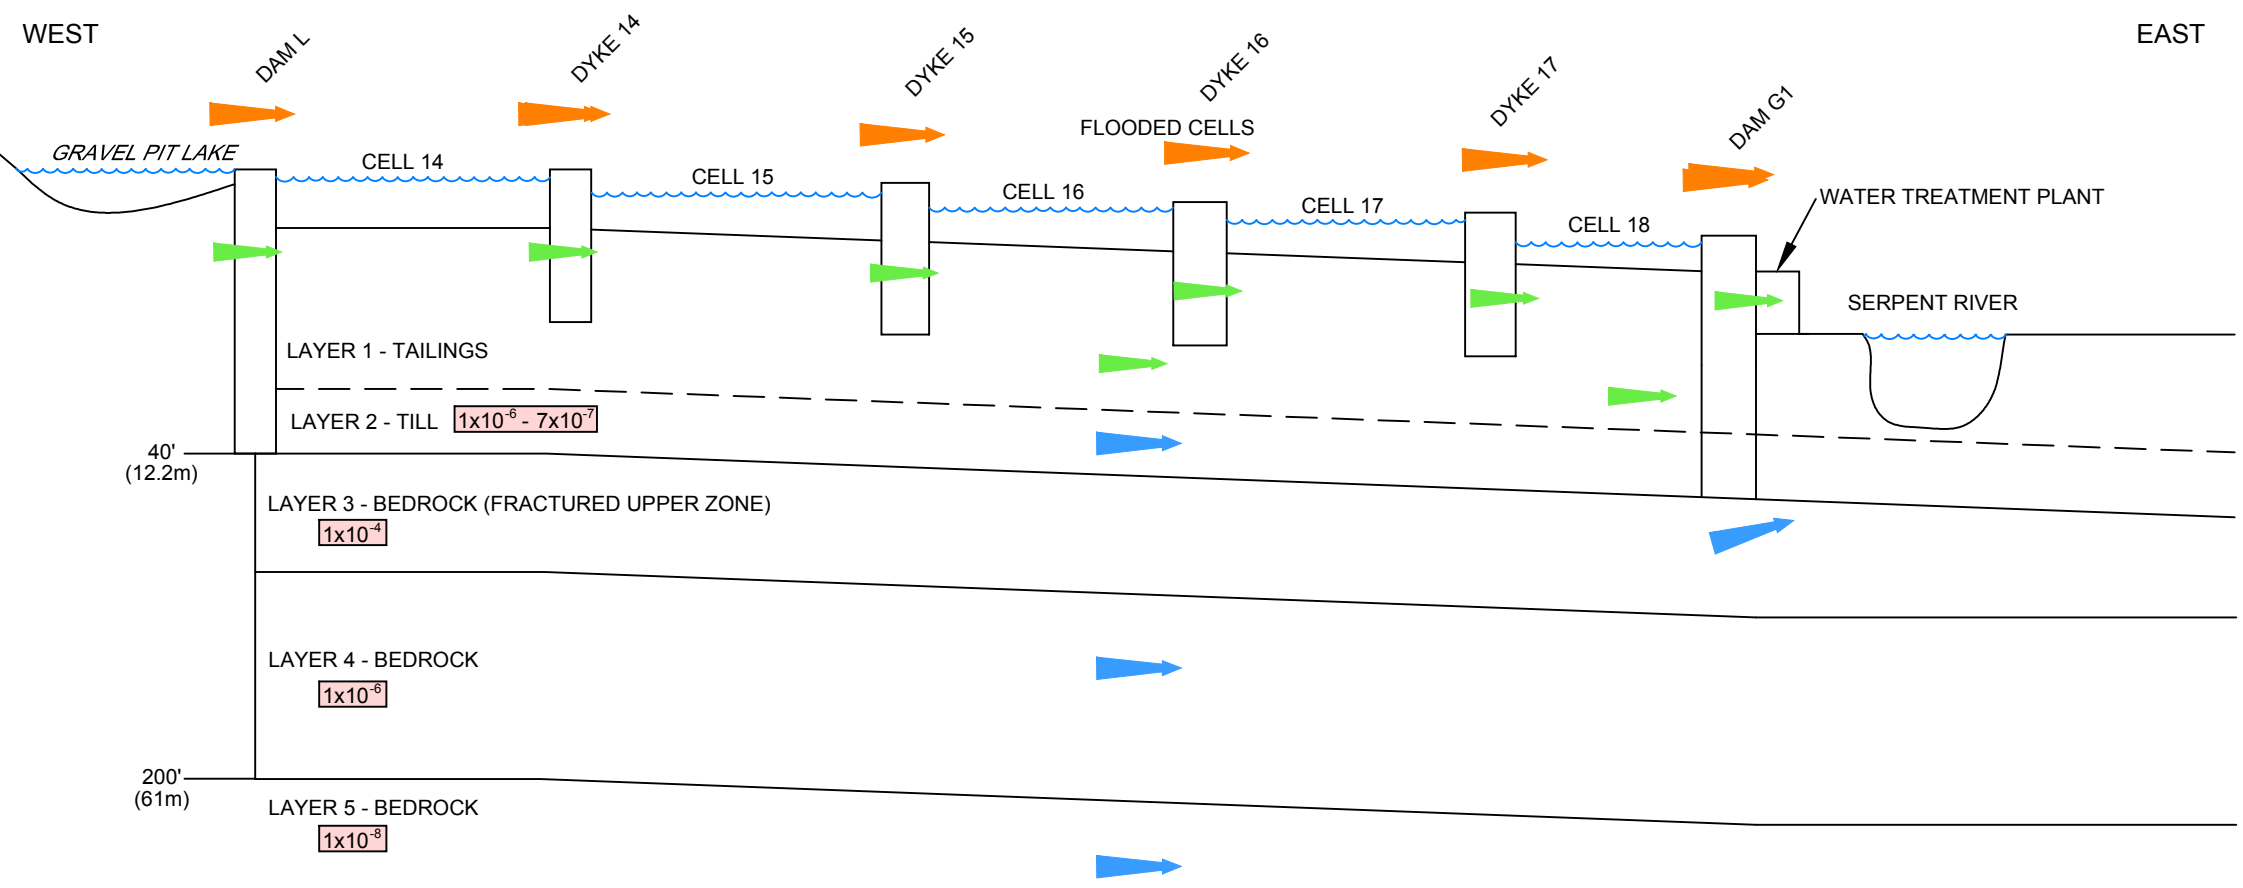 WEST
EAST
DAM L
DYKE 14
DYKE 15
DYKE 16
DYKE 17
DAM G1
FLOODED CELLS
GRAVEL PIT LAKE
CELL 14
CELL 15
CELL 16
CELL 17
CELL 18
WATER TREATMENT PLANT
SERPENT RIVER
LAYER 1 - TAILINGS
LAYER 2 - TILL
1x10⁻⁶ - 7x10⁻⁷
40'
(12.2m)
LAYER 3 - BEDROCK (FRACTURED UPPER ZONE)
1x10⁻⁴
LAYER 4 - BEDROCK
1x10⁻⁶
200'
(61m)
LAYER 5 - BEDROCK
1x10⁻⁸